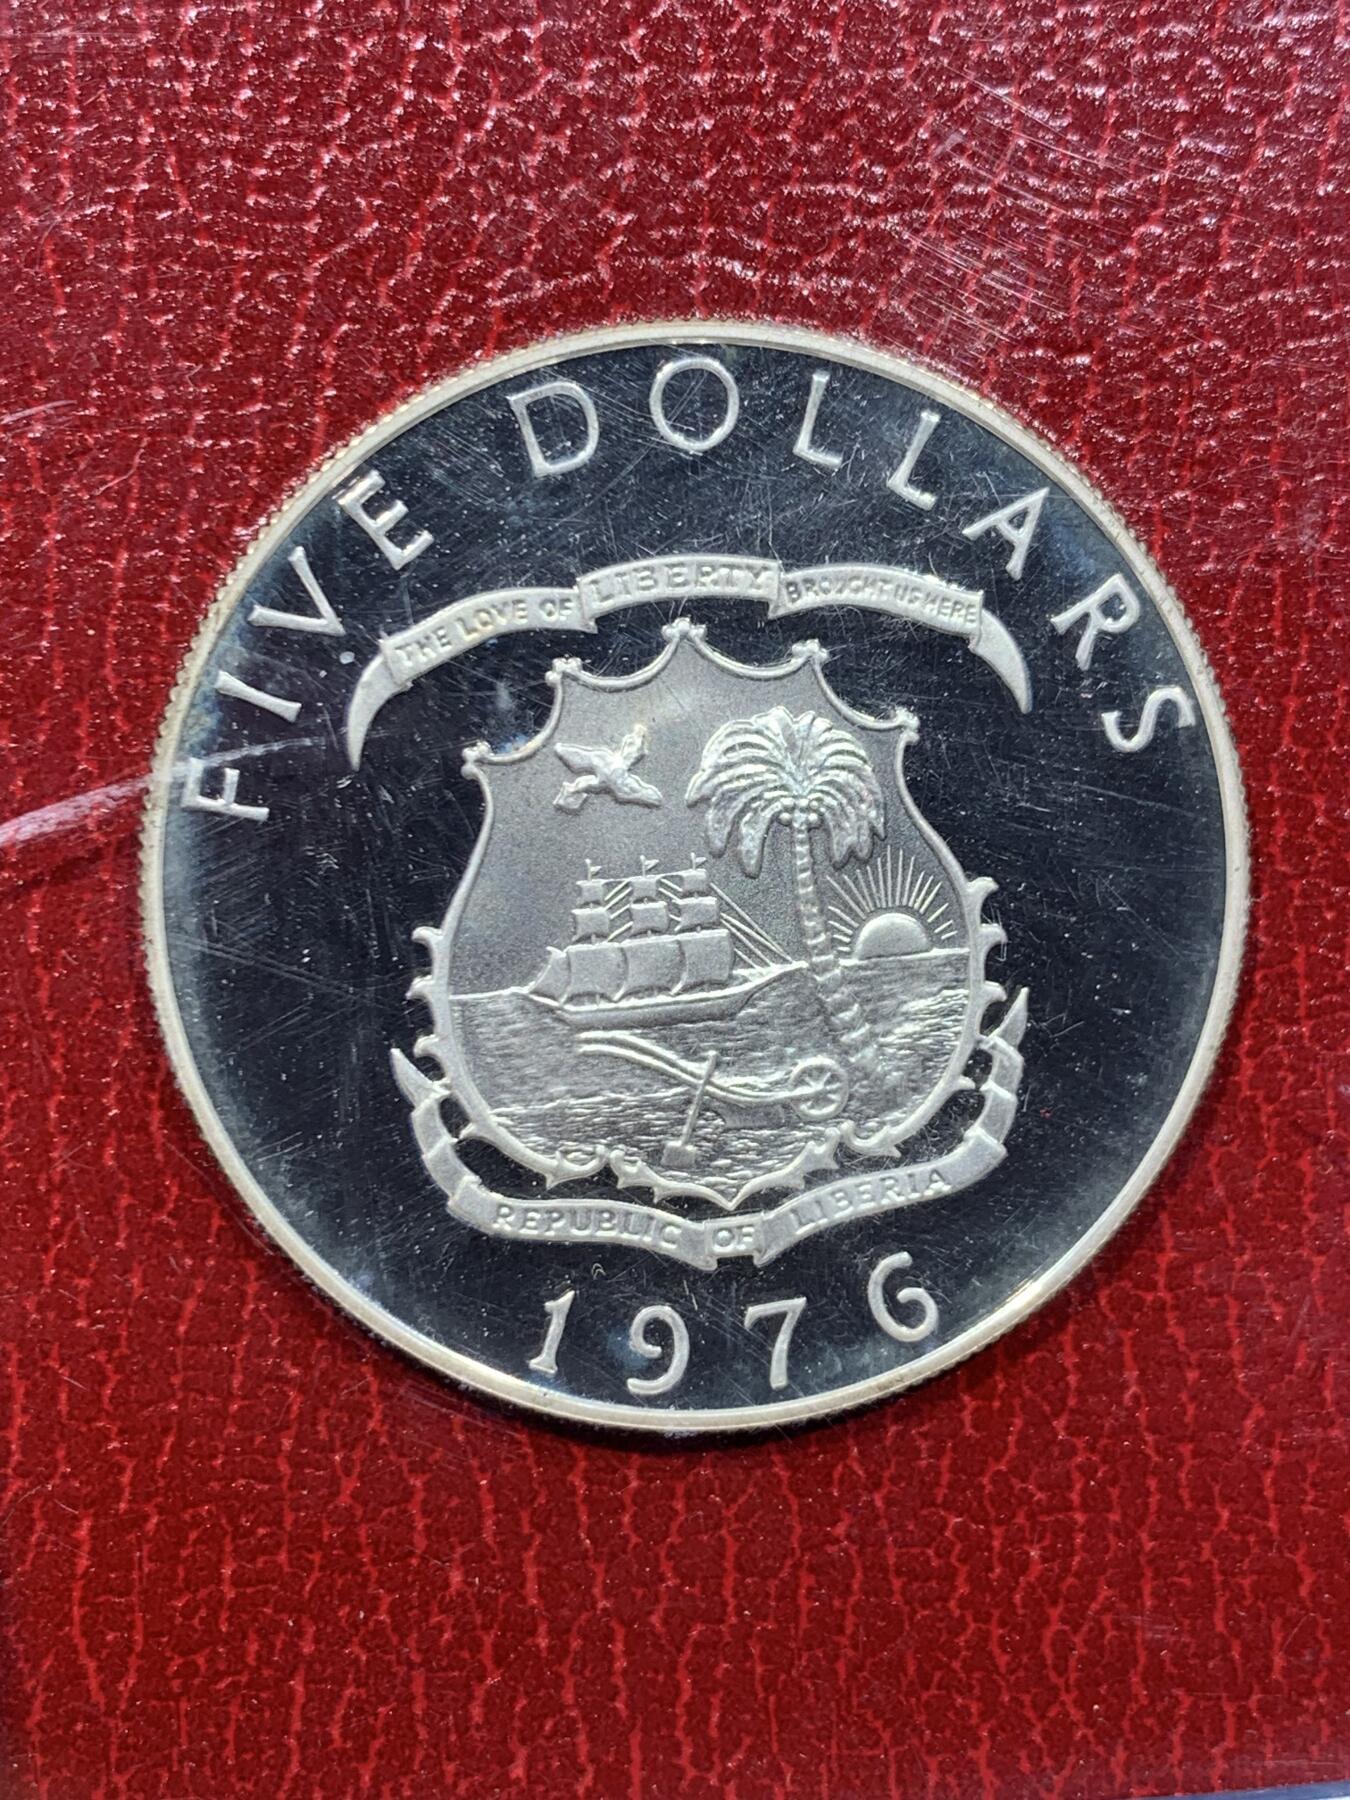 FIVE DOLLARS
THE LOVE OF LIBERTY BROUGHT US HERE
REPUBLIC OF LIBERIA
1976